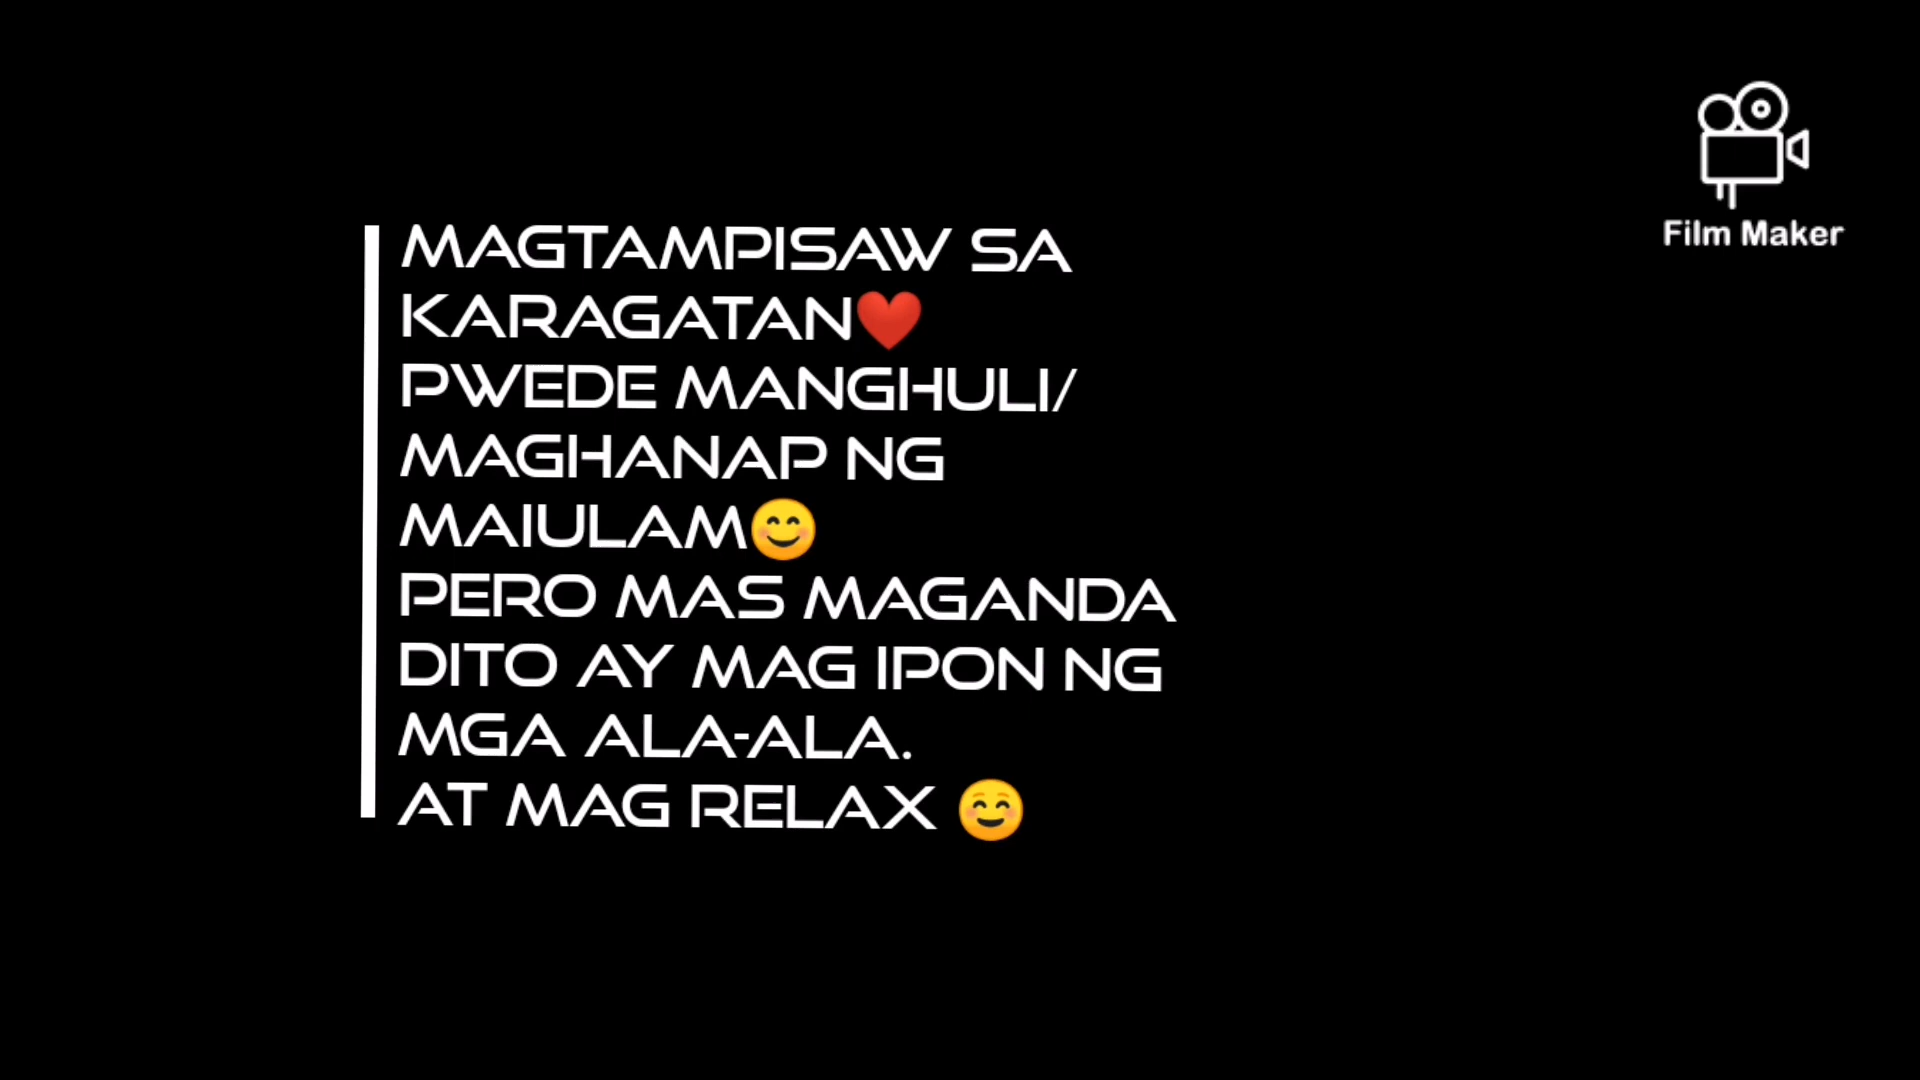 MAGTAMPISAW SA
KARAGATAN❤️
PWEDE MANGHULI/
MAGHANAP NG
MAIULAM😊
PERO MAS MAGANDA
DITO AY MAG IPON NG
MGA ALA-ALA.
AT MAG RELAX ☺️
Film Maker